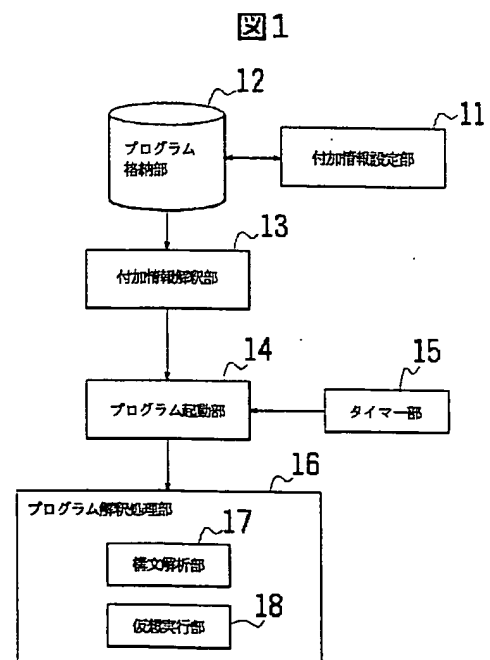 図1
12
プログラム
格納部
11
付加情報設定部
13
付加情報解釈部
14
プログラム起動部
15
タイマー部
16
プログラム解釈処理部
17
構文解析部
18
仮想実行部